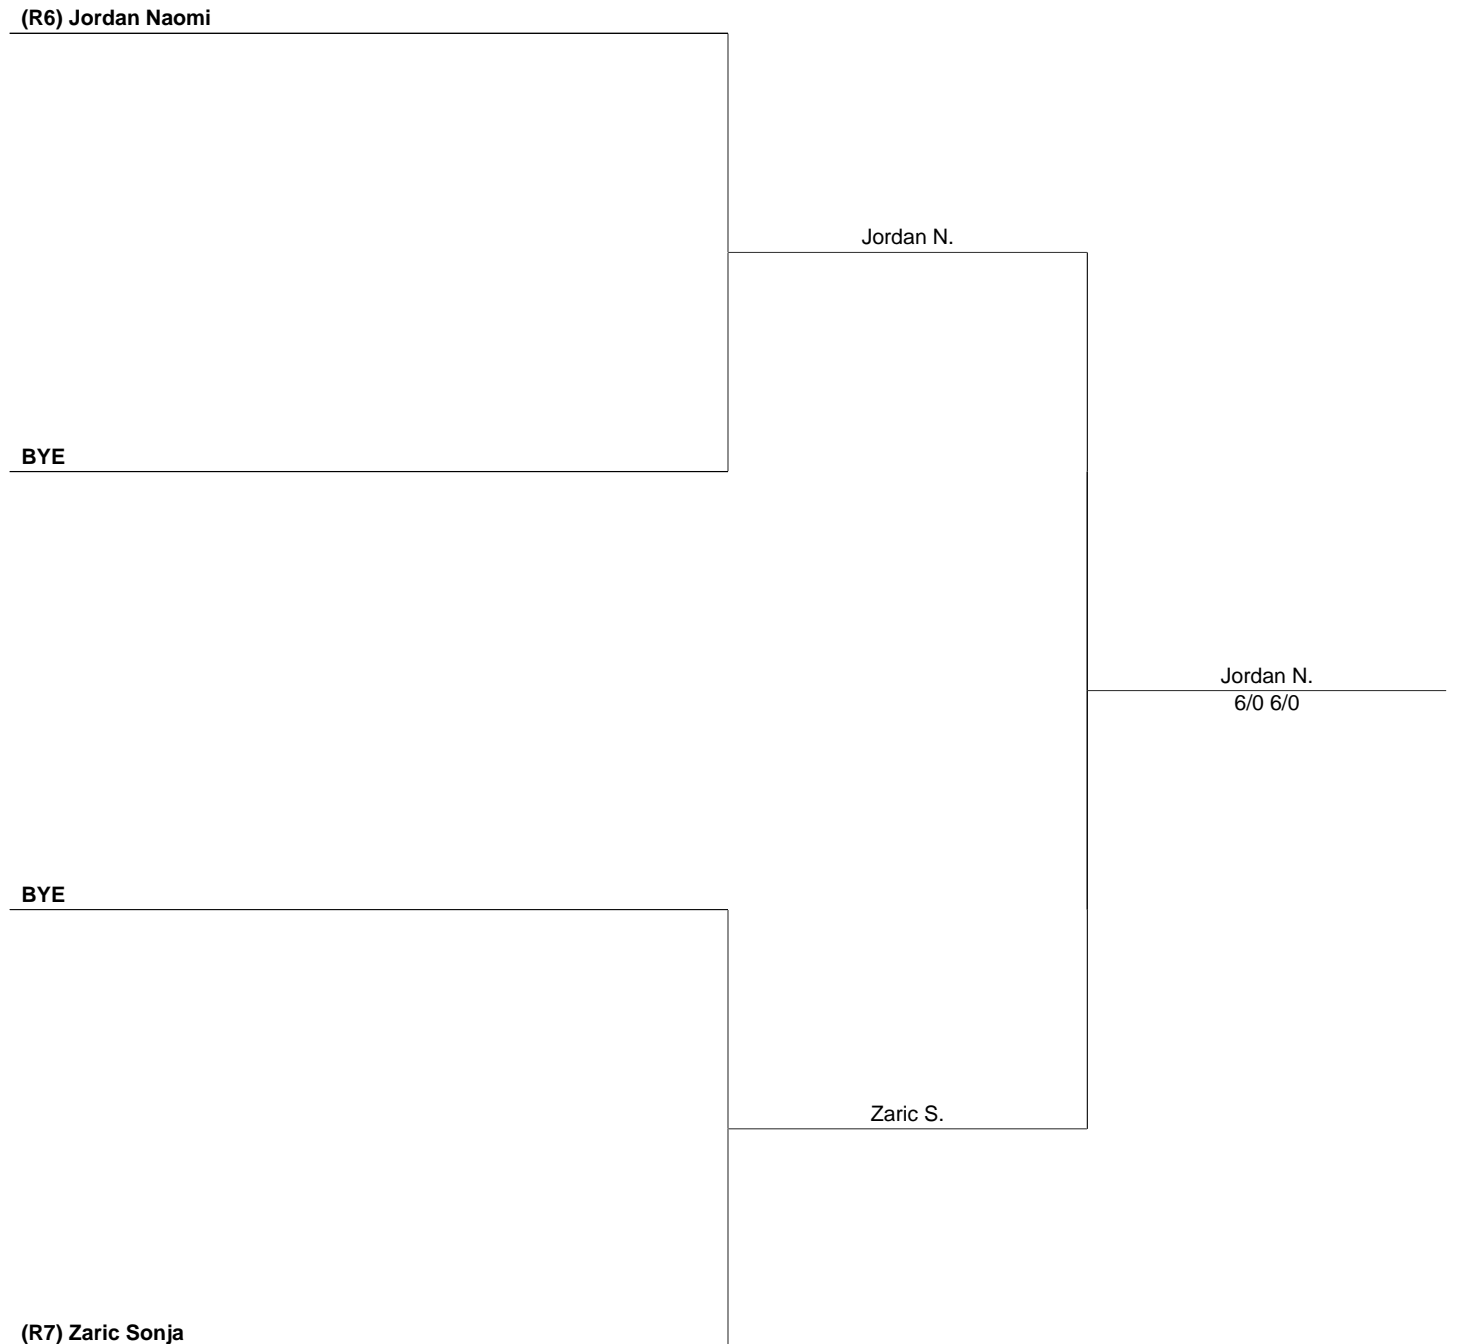 (R6) Jordan Naomi
Jordan N.
BYE
Jordan N.
6/0 6/0
BYE
Zaric S.
(R7) Zaric Sonja